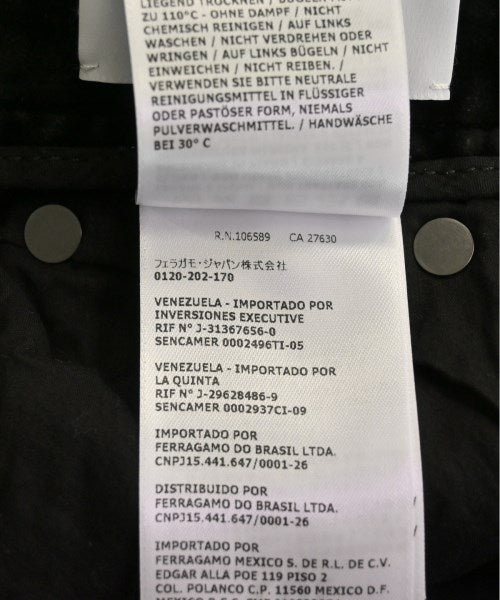 LIEGEND TROCKNEN / BÜGELN
ZU 110°C - OHNE DAMPF / NICHT
CHEMISCH REINIGEN / AUF LINKS
WASCHEN / NICHT VERDREHEN ODER
WRINGEN / AUF LINKS BÜGELN / NICHT
EINWEICHEN / NICHT REIBEN. /
VERWENDEN SIE BITTE NEUTRALE
REINIGUNGSMITTEL IN FLÜSSIGER
ODER PASTÖSER FORM, NIEMALS
PULVERWASCHMITTEL. / HANDWÄSCHE
BEI 30° C
R.N.106589 CA 27630
フェラガモ・ジャパン株式会社
0120-202-170
VENEZUELA - IMPORTADO POR
INVERSIONES EXECUTIVE
RIF Nº J-31367656-0
SENCAMER 0002496TI-05
VENEZUELA - IMPORTADO POR
LA QUINTA
RIF Nº J-29628486-9
SENCAMER 0002937CI-09
IMPORTADO POR
FERRAGAMO DO BRASIL LTDA.
CNPJ15.441.647/0001-26
DISTRIBUIDO POR
FERRAGAMO DO BRASIL LTDA.
CNPJ15.441.647/0001-26
IMPORTADO POR
FERRAGAMO MEXICO S. DE R.L. DE C.V.
EDGAR ALLA POE 119 PISO 2
COL. POLANCO C.P. 11560 MEXICO D.F.